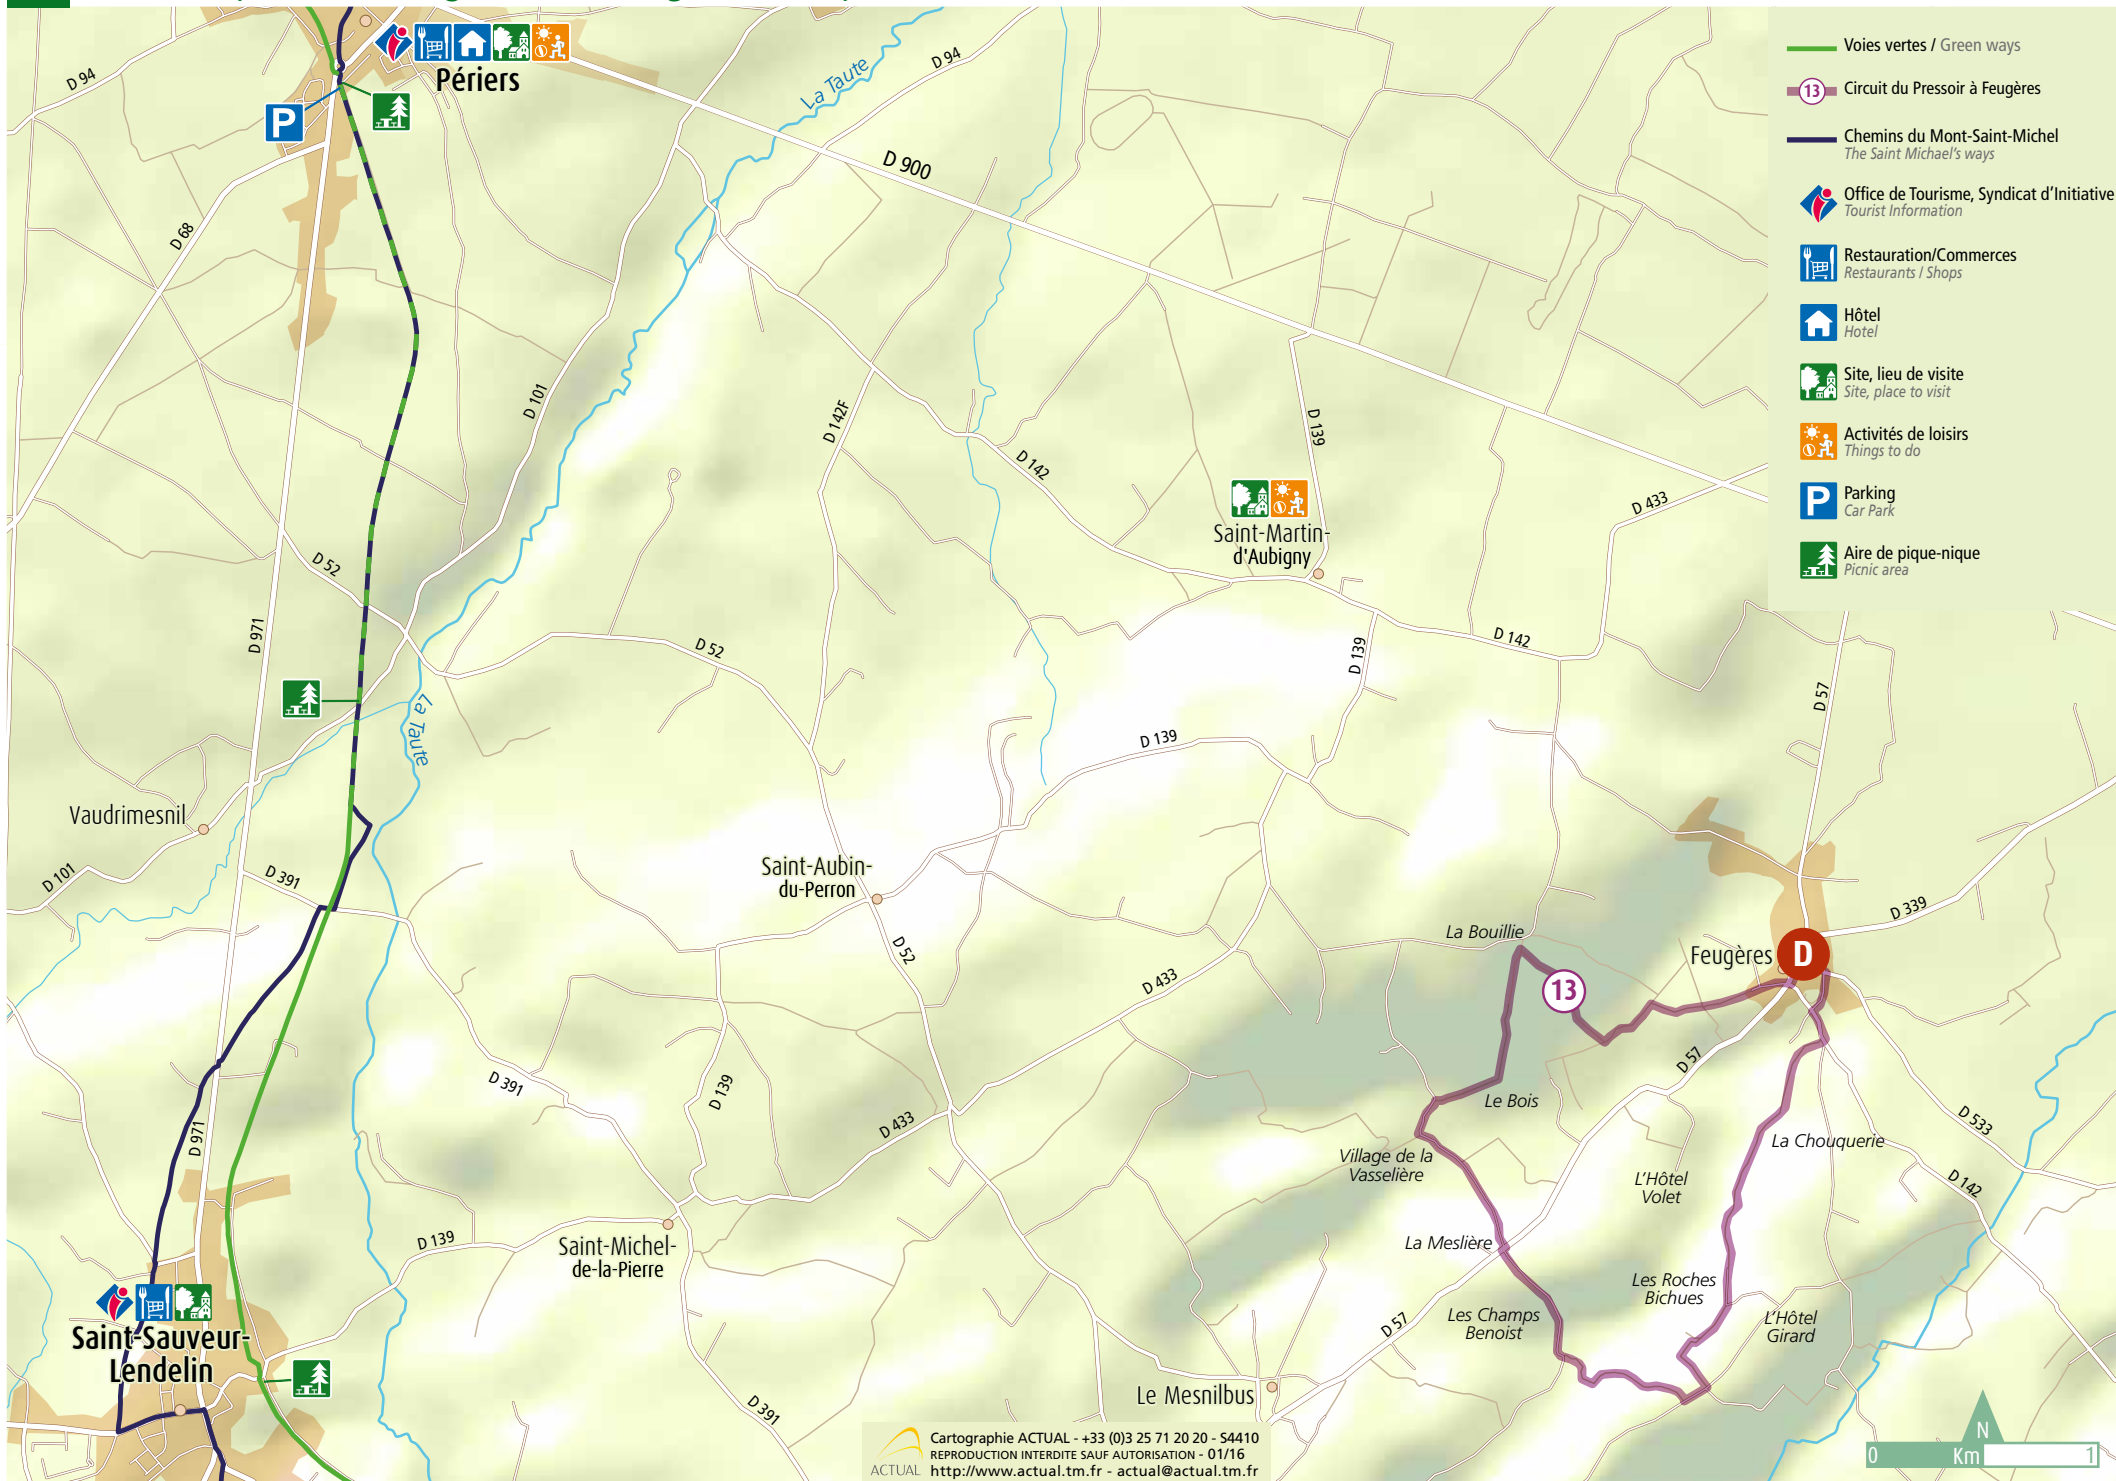 D 94
Périers
P
La Taute
D 94
D 900
D 68
D 101
D 142F
D 142
D 139
Saint-Martin-
d'Aubigny
D 433
D 52
D 971
D 52
D 139
D 142
D 57
La Taute
D 139
Vaudrimesnil
D 101
D 391
Saint-Aubin-
du-Perron
D 52
D 433
La Bouillie
13
Feugères
D
D 339
D 57
Le Bois
D 391
D 139
D 433
D 971
Village de la
Vasselière
L'Hôtel
Volet
La Chouquerie
D 533
D 142
D 139
Saint-Michel-
de-la-Pierre
La Meslière
Les Roches
Bichues
Les Champs
Benoist
L'Hôtel
Girard
D 57
Saint-Sauveur-
Lendelin
Le Mesnilbus
D 391
Voies vertes / Green ways
13
Circuit du Pressoir à Feugères
Chemins du Mont-Saint-Michel
The Saint Michael's ways
Office de Tourisme, Syndicat d'Initiative
Tourist Information
Restauration/Commerces
Restaurants / Shops
Hôtel
Hotel
Site, lieu de visite
Site, place to visit
Activités de loisirs
Things to do
P
Parking
Car Park
Aire de pique-nique
Picnic area
ACTUAL
Cartographie ACTUAL - +33 (0)3 25 71 20 20 - S4410
REPRODUCTION INTERDITE SAUF AUTORISATION - 01/16
http://www.actual.tm.fr - actual@actual.tm.fr
N
0 Km 1